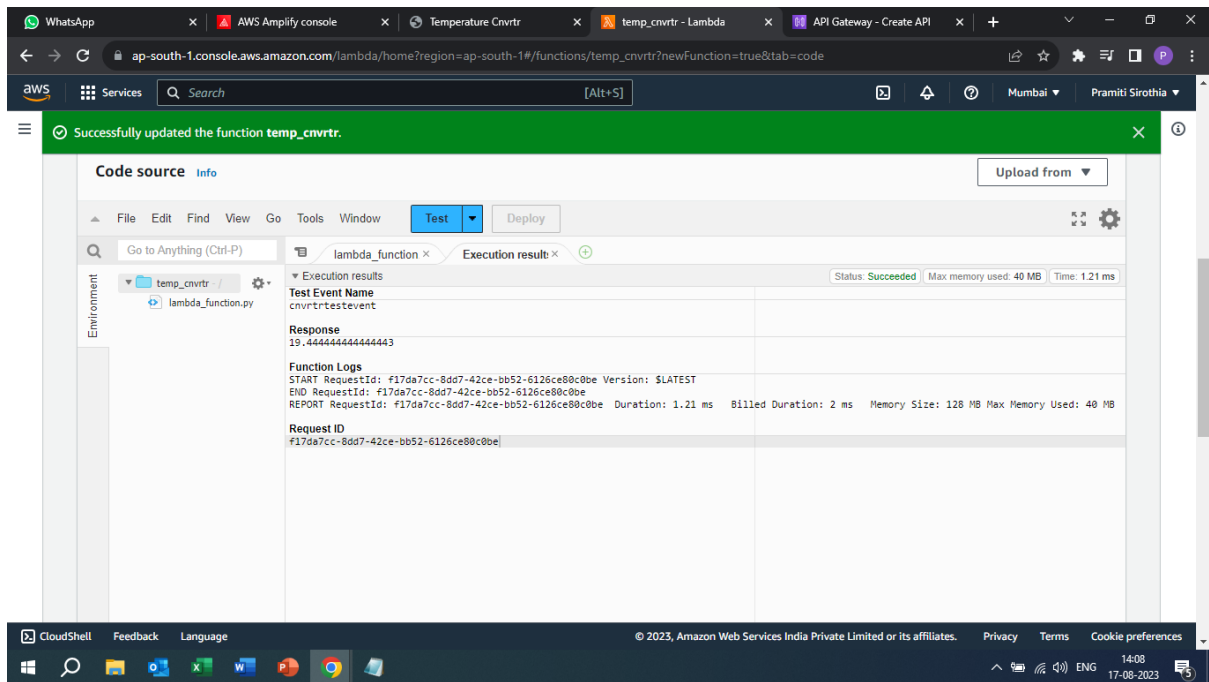 WhatsApp
AWS Amplify console
Temperature Cnvrtr
temp_cnvrtr - Lambda
API Gateway - Create API
ap-south-1.console.aws.amazon.com/lambda/home?region=ap-south-1#/functions/temp_cnvrtr?newFunction=true&tab=code
P
aws
Services
Search
[Alt+S]
Mumbai
Pramiti Sirothia
Successfully updated the function temp_cnvrtr.
Code source Info
Upload from
File Edit Find View Go Tools Window
Test
Deploy
Go to Anything (Ctrl-P)
lambda_function ×
Execution result: ×
Environment
temp_cnvrtr - /
lambda_function.py
Execution results
Status: Succeeded
Max memory used: 40 MB
Time: 1.21 ms
Test Event Name
cnvrtrtestevent
Response
19.444444444444443
Function Logs
START RequestId: f17da7cc-8dd7-42ce-bb52-6126ce80c0be Version: $LATEST
END RequestId: f17da7cc-8dd7-42ce-bb52-6126ce80c0be
REPORT RequestId: f17da7cc-8dd7-42ce-bb52-6126ce80c0be Duration: 1.21 ms Billed Duration: 2 ms Memory Size: 128 MB Max Memory Used: 40 MB
Request ID
f17da7cc-8dd7-42ce-bb52-6126ce80c0be
CloudShell Feedback Language
© 2023, Amazon Web Services India Private Limited or its affiliates.
Privacy Terms Cookie preferences
ENG
14:08
17-08-2023
5